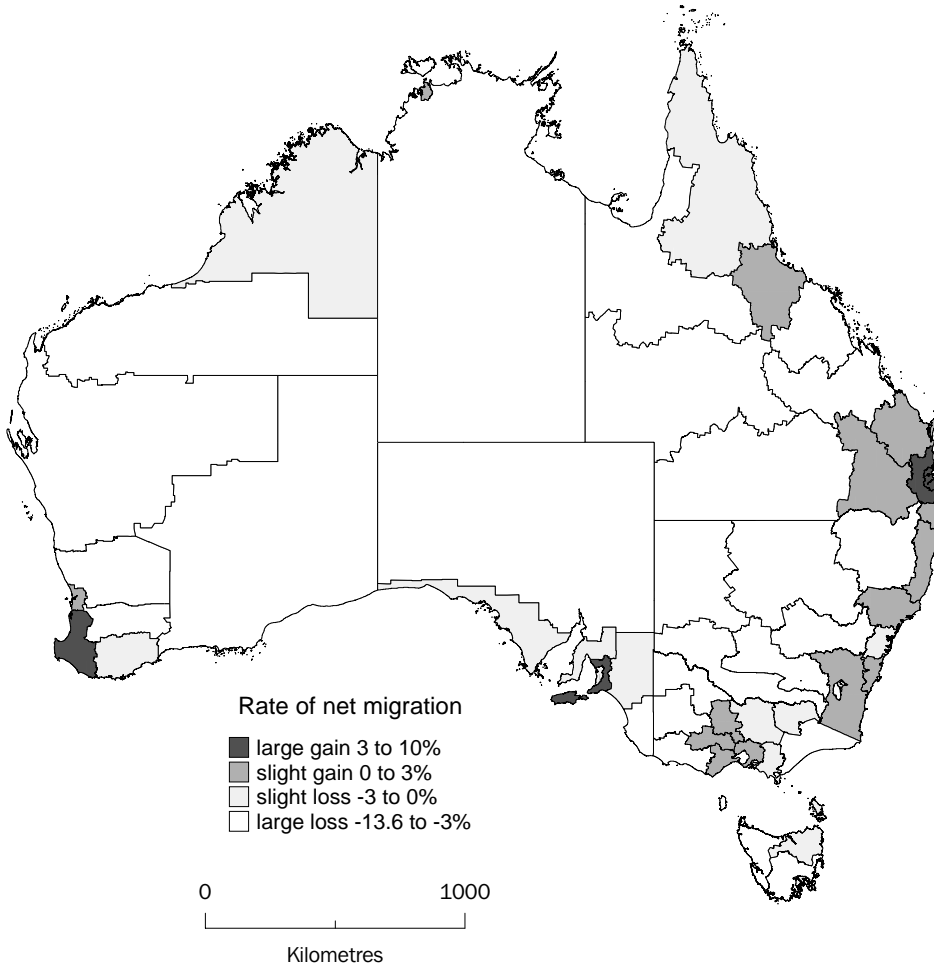 Rate of net migration
large gain 3 to 10%
slight gain 0 to 3%
slight loss -3 to 0%
large loss -13.6 to -3%
0 1000
Kilometres